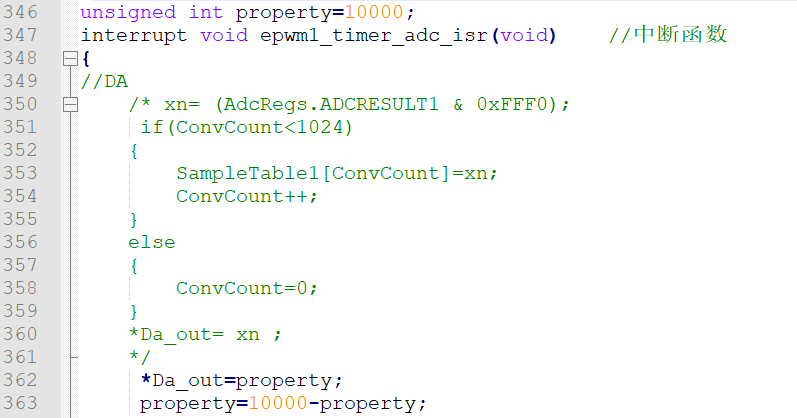 346 unsigned int property=10000;
347 interrupt void epwm1_timer_adc_isr(void) //中断函数
348 {
349 //DA
350 /* xn= (AdcRegs.ADCRESULT1 & 0xFFF0);
351 if(ConvCount<1024)
352 {
353 SampleTable1[ConvCount]=xn;
354 ConvCount++;
355 }
356 else
357 {
358 ConvCount=0;
359 }
360 *Da_out= xn ;
361 */
362 *Da_out=property;
363 property=10000-property;